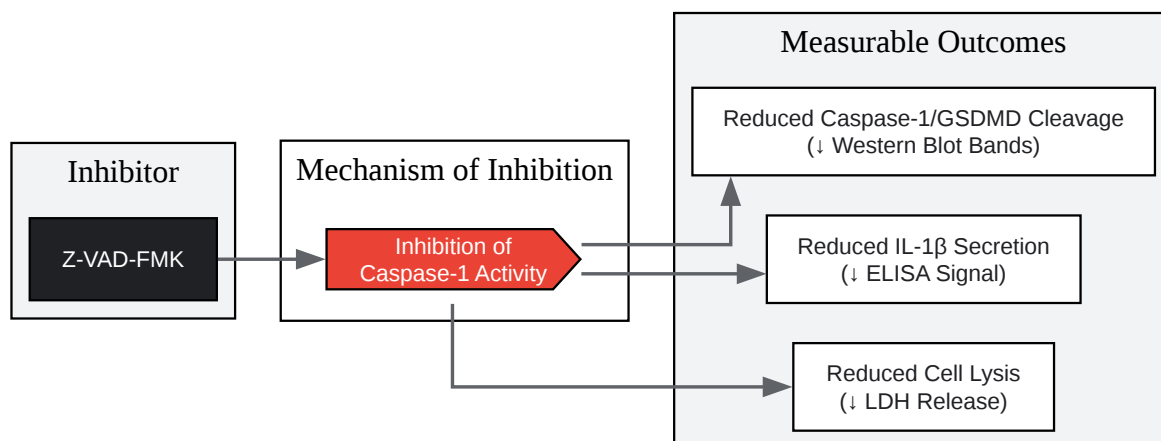 Inhibitor
Z-VAD-FMK
Mechanism of Inhibition
Inhibition of
Caspase-1 Activity
Measurable Outcomes
Reduced Caspase-1/GSDMD Cleavage
(↓ Western Blot Bands)
Reduced IL-1β Secretion
(↓ ELISA Signal)
Reduced Cell Lysis
(↓ LDH Release)